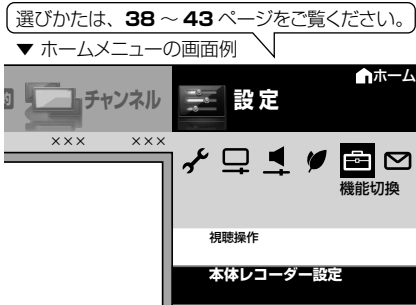 選びかたは、38 ～ 43 ページをご覧ください。
▼ ホームメニューの画面例
ホーム
チャンネル
設定
××× ×××
機能切換
視聴操作
本体レコーダー設定